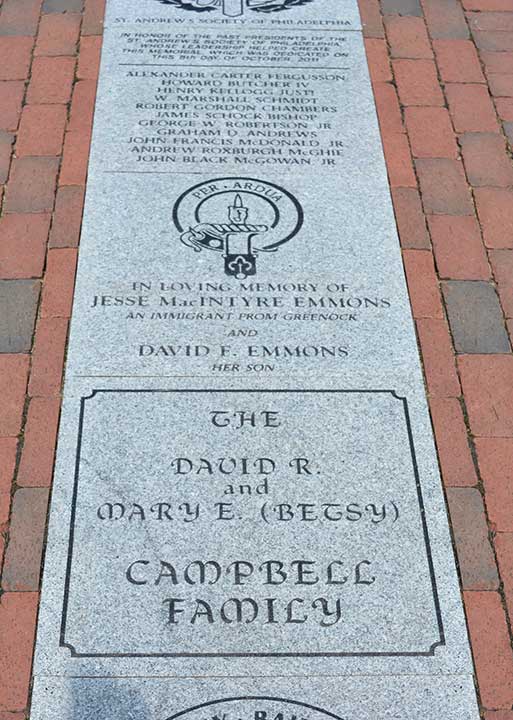 ST. ANDREW'S SOCIETY OF PHILADELPHIA
IN HONOR OF THE PAST PRESIDENTS OF THE
ST. ANDREW'S SOCIETY OF PHILADELPHIA
WHOSE LEADERSHIP HELPED CREATE
THIS MEMORIAL, WHICH WAS DEDICATED ON
THIS 8th DAY OF OCTOBER, 2011
ALEXANDER CARTER FERGUSSON
HOWARD BUTCHER IV
HENRY KELLOGG JUSTI
W. MARSHALL SCHMIDT
ROBERT GORDON CHAMBERS
JAMES SCHOCK BISHOP
GEORGE W. ROBERTSON, JR
GRAHAM D. ANDREWS
JOHN FRANCIS McDONALD, JR
ANDREW ROXBURGH McGHIE
JOHN BLACK McGOWAN, JR
PER · ARDUA
IN LOVING MEMORY OF
JESSE MacINTYRE EMMONS
AN IMMIGRANT FROM GREENOCK
AND
DAVID F. EMMONS
HER SON
THE
DAVID R.
and
MARY E. (BETSY)
CAMPBELL
FAMILY